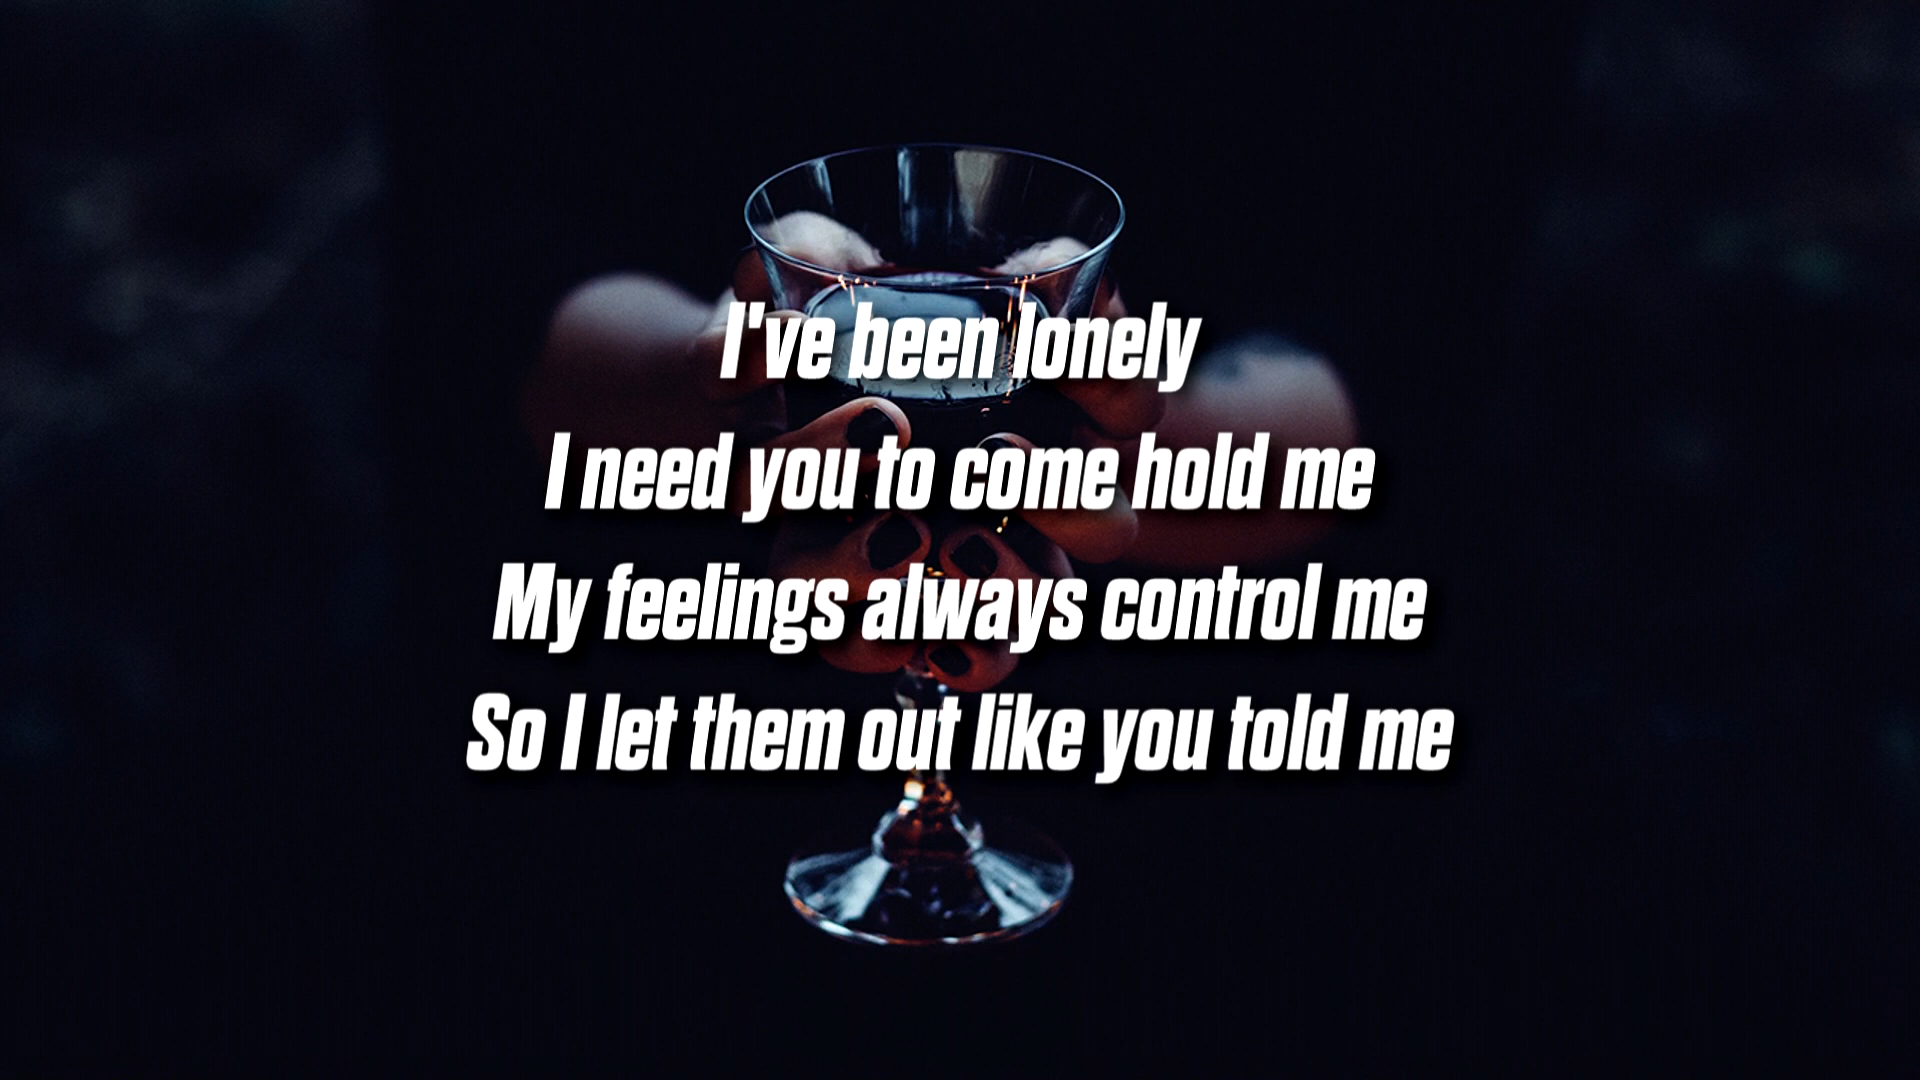 I've been lonely
I need you to come hold me
My feelings always control me
So I let them out like you told me